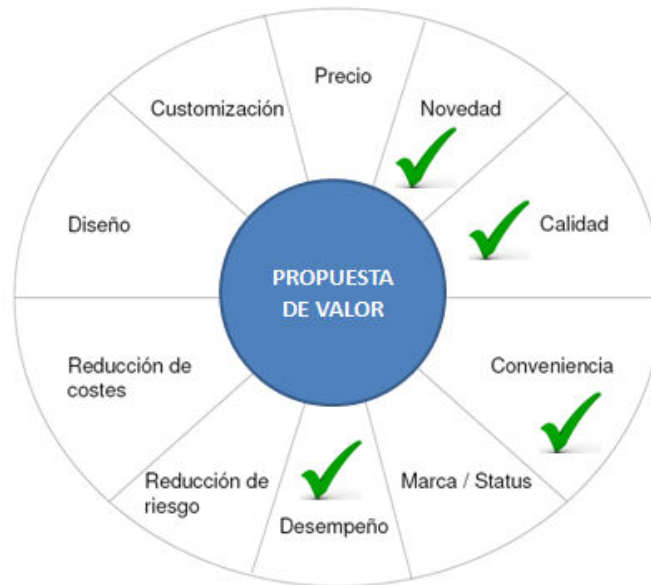 Precio
Novedad
Calidad
Conveniencia
Marca / Status
Desempeño
Reducción de
riesgo
Reducción de
costes
Diseño
Customización
PROPUESTA
DE VALOR